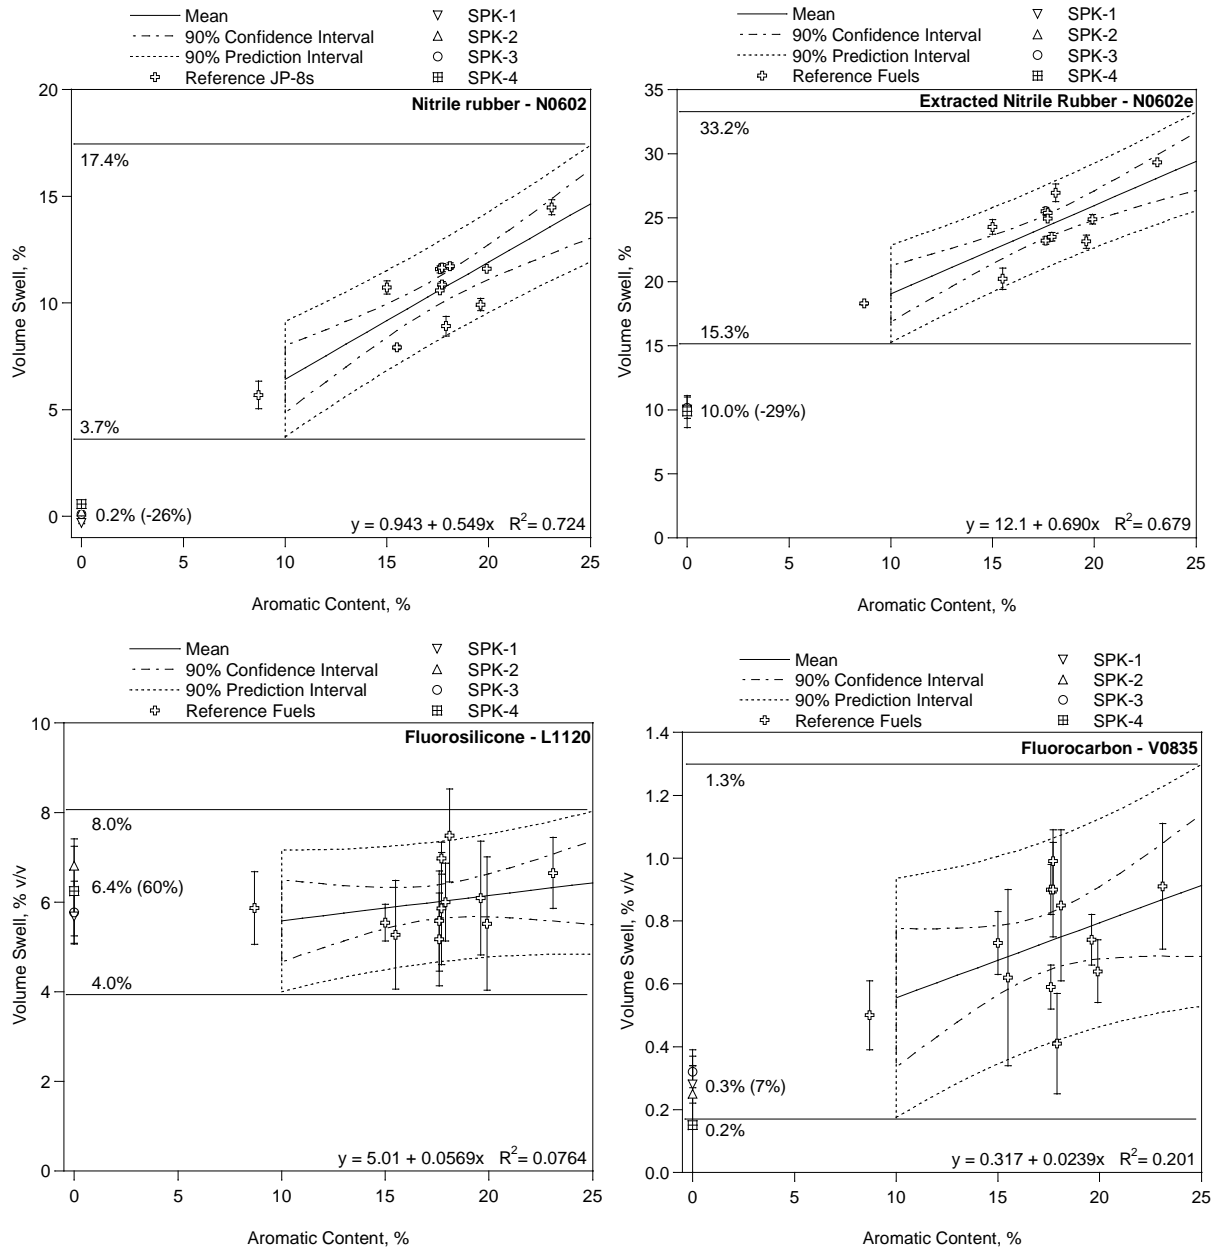 Mean
90% Confidence Interval
90% Prediction Interval
Reference JP-8s
SPK-1
SPK-2
SPK-3
SPK-4
Nitrile rubber - N0602
20
15
10
5
0
Volume Swell, %
17.4%
3.7%
0.2% (-26%)
y = 0.943 + 0.549x R²= 0.724
0 5 10 15 20 25
Aromatic Content, %
Mean
90% Confidence Interval
90% Prediction Interval
Reference Fuels
SPK-1
SPK-2
SPK-3
SPK-4
Extracted Nitrile Rubber - N0602e
35
30
25
20
15
10
5
0
Volume Swell, %
33.2%
15.3%
10.0% (-29%)
y = 12.1 + 0.690x R²= 0.679
0 5 10 15 20 25
Aromatic Content, %
Mean
90% Confidence Interval
90% Prediction Interval
Reference Fuels
SPK-1
SPK-2
SPK-3
SPK-4
Fluorosilicone - L1120
10
8
6
4
2
0
Volume Swell, % v/v
8.0%
6.4% (60%)
4.0%
y = 5.01 + 0.0569x R²= 0.0764
0 5 10 15 20 25
Aromatic Content, %
Mean
90% Confidence Interval
90% Prediction Interval
Reference Fuels
SPK-1
SPK-2
SPK-3
SPK-4
Fluorocarbon - V0835
1.4
1.2
1.0
0.8
0.6
0.4
0.2
0.0
Volume Swell, % v/v
1.3%
0.3% (7%)
0.2%
y = 0.317 + 0.0239x R²= 0.201
0 5 10 15 20 25
Aromatic Content, %